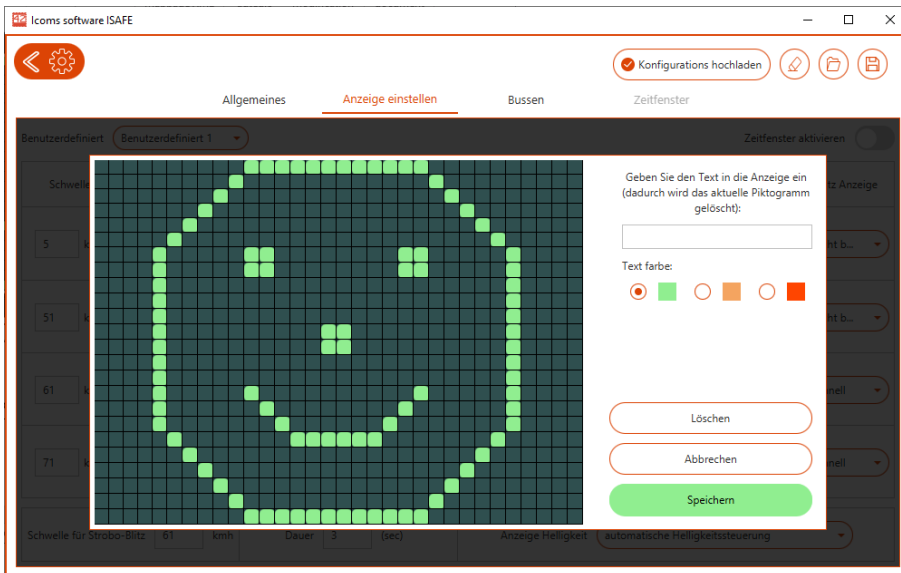 Icoms software ISAFE
Konfigurations hochladen
Allgemeines Anzeige einstellen Bussen Zeitfenster
Benutzerdefiniert Benutzerdefiniert 1 Zeitfenster aktivieren
Geben Sie den Text in die Anzeige ein
(dadurch wird das aktuelle Piktogramm
gelöscht):
Schwelle Anzeige
5
Text farbe:
51
61
Löschen
71
Abbrechen
Speichern
Schwelle für Strobo-Blitz 61 kmh Dauer 3 (sec) Anzeige Helligkeit automatische Helligkeitssteuerung